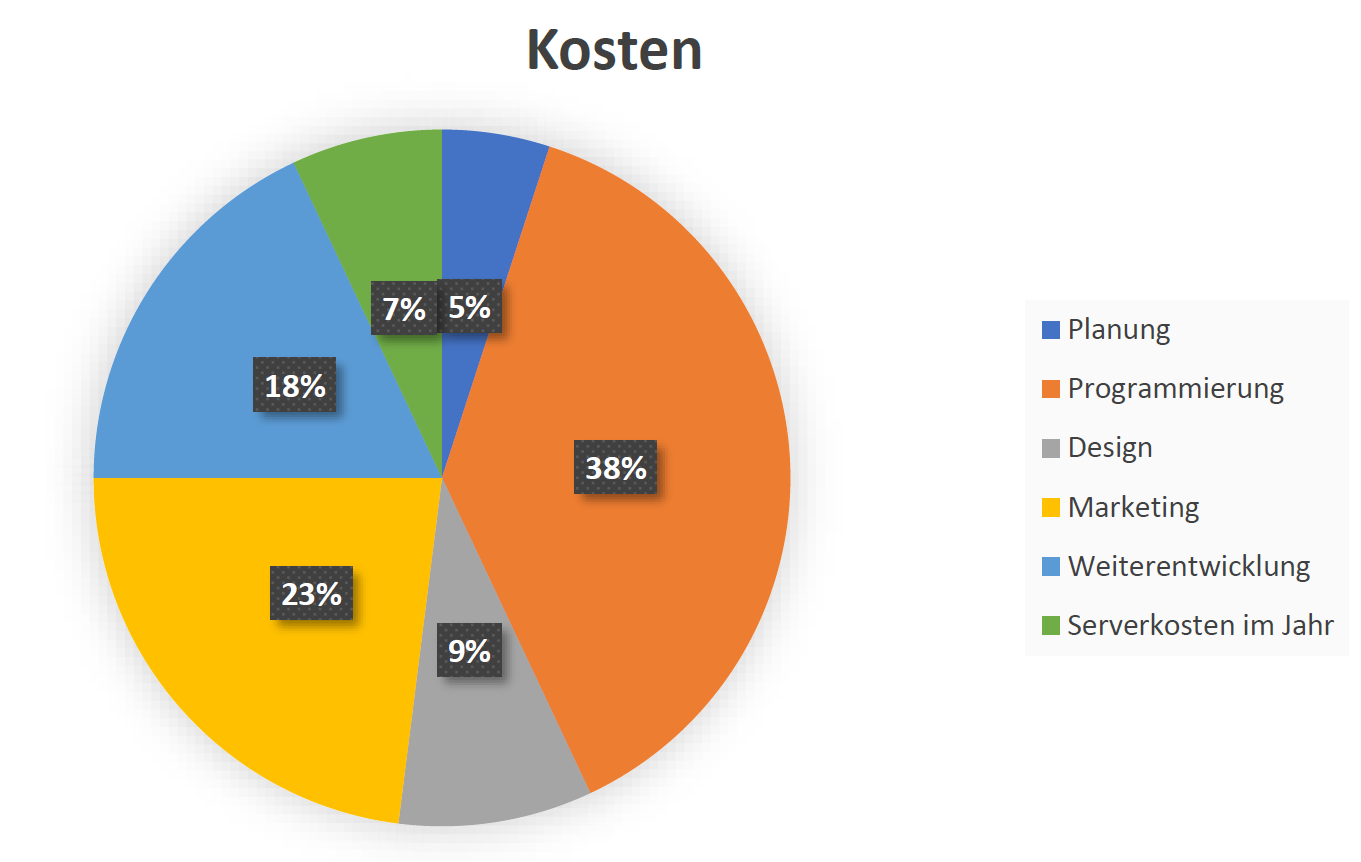 Kosten
7%
5%
18%
38%
23%
9%
Planung
Programmierung
Design
Marketing
Weiterentwicklung
Serverkosten im Jahr